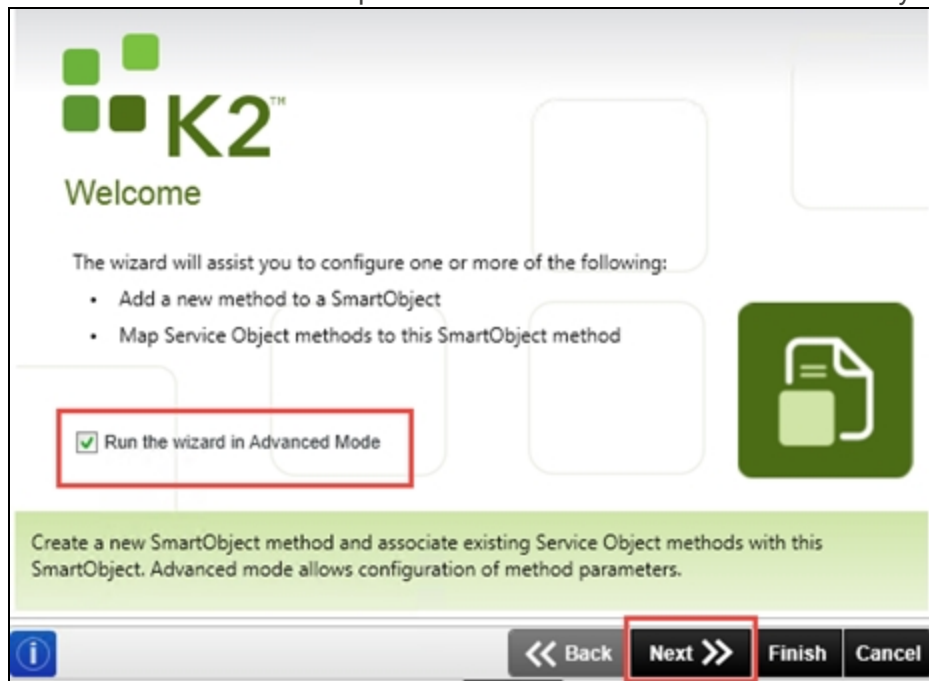 K2™
Welcome
The wizard will assist you to configure one or more of the following:
• Add a new method to a SmartObject
• Map Service Object methods to this SmartObject method
Run the wizard in Advanced Mode
Create a new SmartObject method and associate existing Service Object methods with this
SmartObject. Advanced mode allows configuration of method parameters.
Back Next Finish Cancel